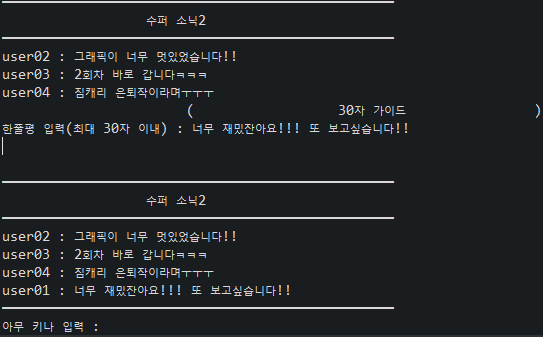 수퍼 소닉2
user02 : 그래픽이 너무 멋있었습니다!!
user03 : 2회차 바로 갑니다ㅋㅋㅋ
user04 : 짐캐리 은퇴작이라며ㅜㅜㅜ
( 30자 가이드 )
한줄평 입력(최대 30자 이내) : 너무 재밌잔아요!!! 또 보고싶습니다!!
수퍼 소닉2
user02 : 그래픽이 너무 멋있었습니다!!
user03 : 2회차 바로 갑니다ㅋㅋㅋ
user04 : 짐캐리 은퇴작이라며ㅜㅜㅜ
user01 : 너무 재밌잔아요!!! 또 보고싶습니다!!
아무 키나 입력 :